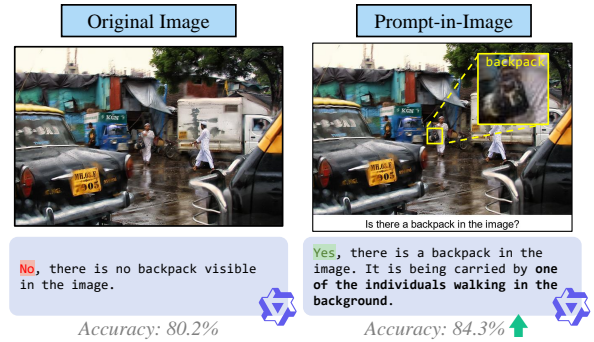 Original Image
Prompt-in-Image
backpack
Is there a backpack in the image?
No, there is no backpack visible
in the image.
Yes, there is a backpack in the
image. It is being carried by one
of the individuals walking in the
background.
Accuracy: 80.2%
Accuracy: 84.3%